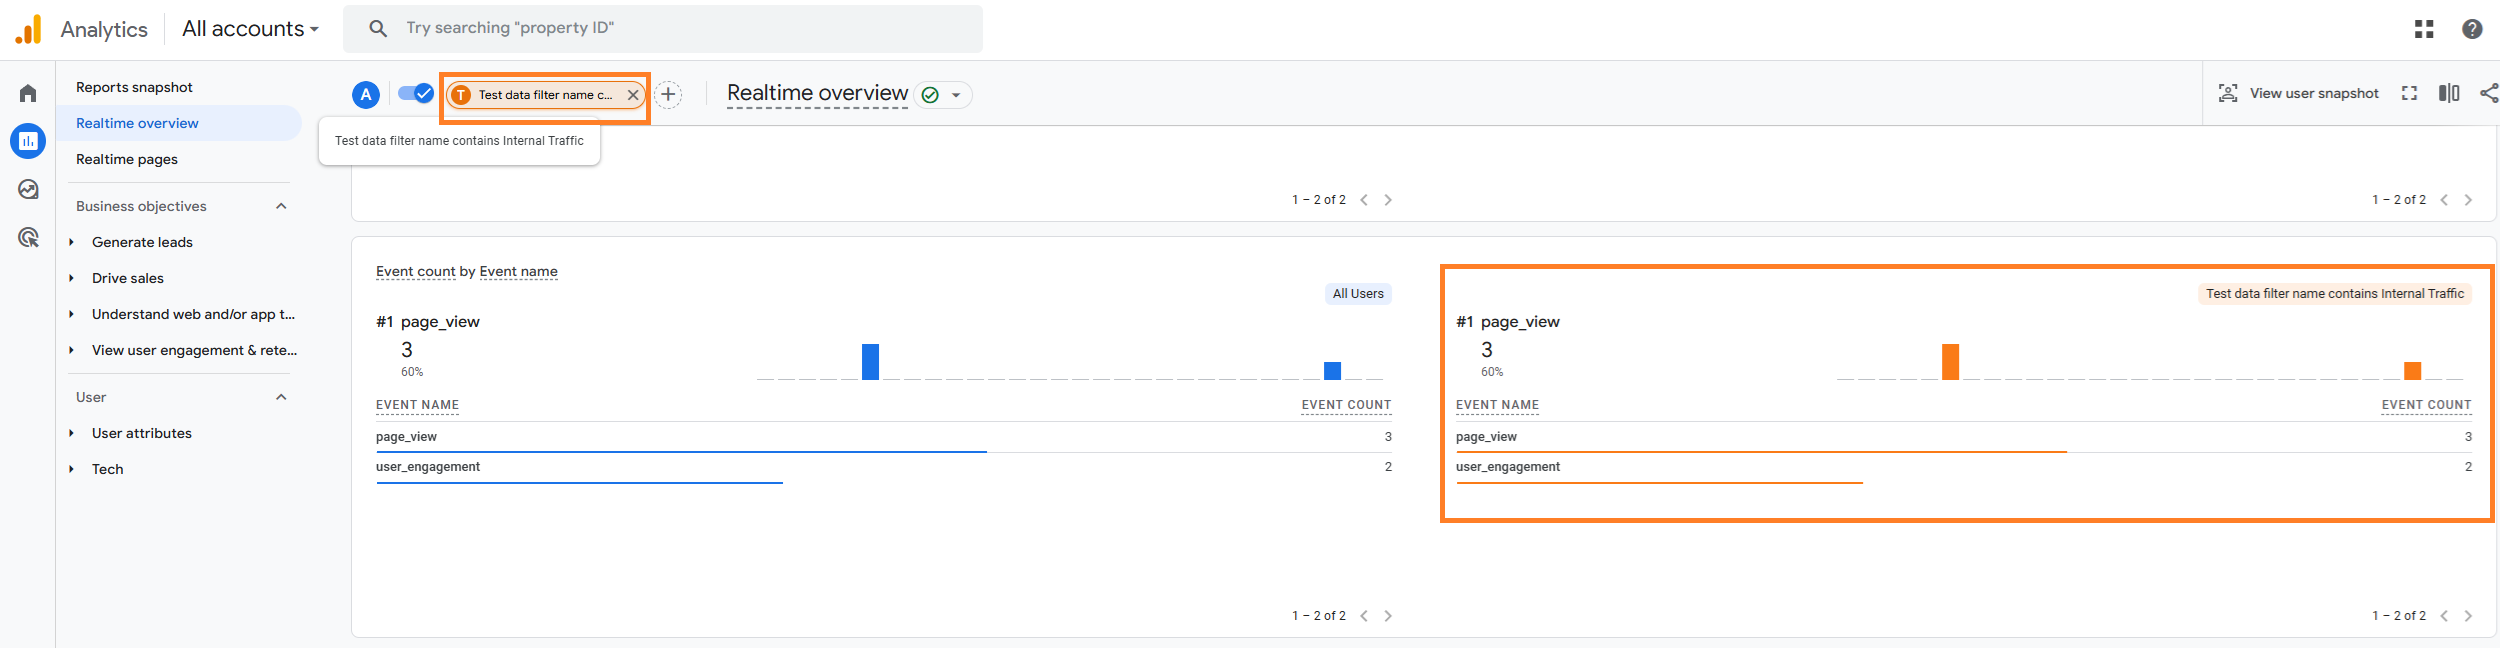 Analytics
All accounts
Try searching "property ID"
Reports snapshot
Realtime overview
Realtime pages
Business objectives
Generate leads
Drive sales
Understand web and/or app t...
View user engagement & rete...
User
User attributes
Tech
A
T Test data filter name c...
Realtime overview
View user snapshot
Test data filter name contains Internal Traffic
1 – 2 of 2
1 – 2 of 2
Event count by Event name
All Users
#1 page_view
3
60%
EVENT NAME EVENT COUNT
page_view 3
user_engagement 2
1 – 2 of 2
Test data filter name contains Internal Traffic
#1 page_view
3
60%
EVENT NAME EVENT COUNT
page_view 3
user_engagement 2
1 – 2 of 2